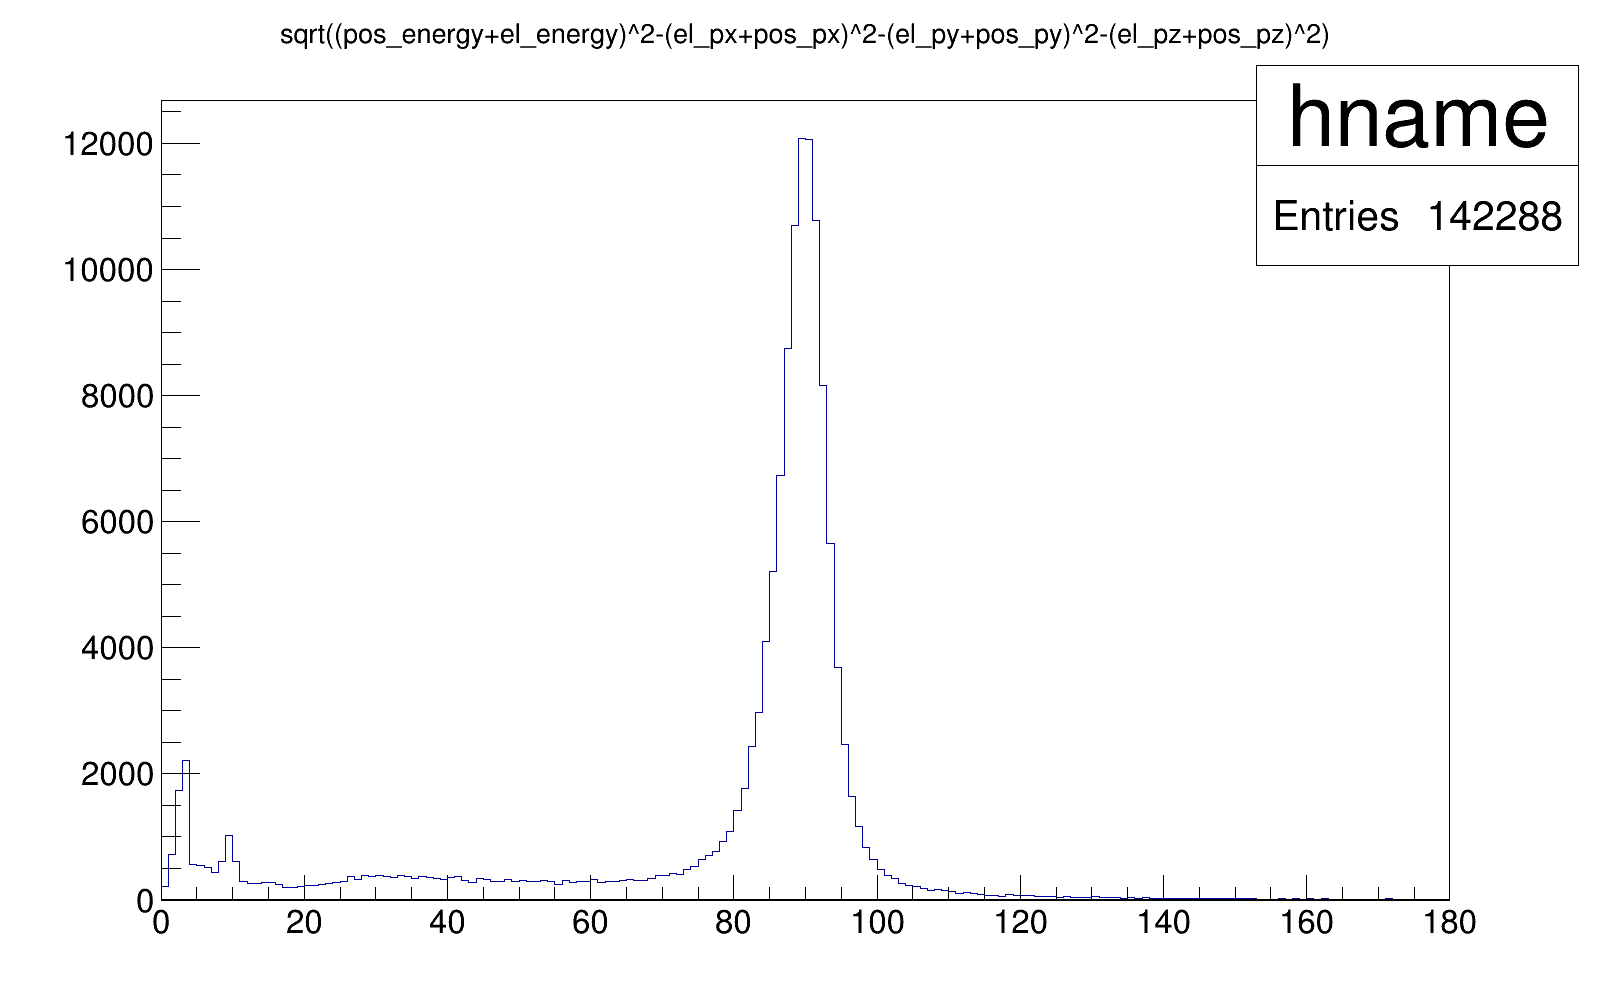 sqrt((pos_energy+el_energy)^2-(el_px+pos_px)^2-(el_py+pos_py)^2-(el_pz+pos_pz)^2)
hname
Entries 142288
12000
10000
8000
6000
4000
2000
0
0 20 40 60 80 100 120 140 160 180